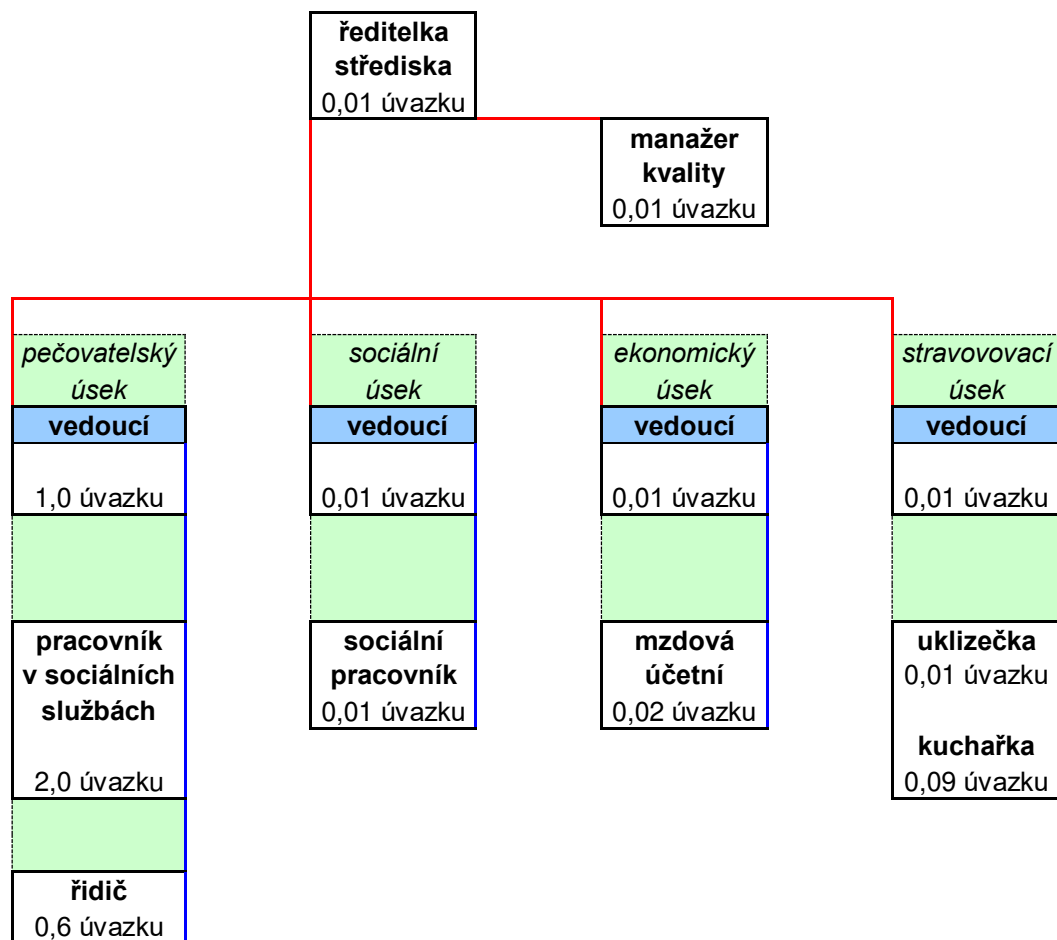 ředitelka
střediska
0,01 úvazku
manažer
kvality
0,01 úvazku
pečovatelský
úsek
vedoucí
1,0 úvazku
pracovník
v sociálních
službách
2,0 úvazku
řidič
0,6 úvazku
sociální
úsek
vedoucí
0,01 úvazku
sociální
pracovník
0,01 úvazku
ekonomický
úsek
vedoucí
0,01 úvazku
mzdová
účetní
0,02 úvazku
stravovovací
úsek
vedoucí
0,01 úvazku
uklizečka
0,01 úvazku
kuchařka
0,09 úvazku